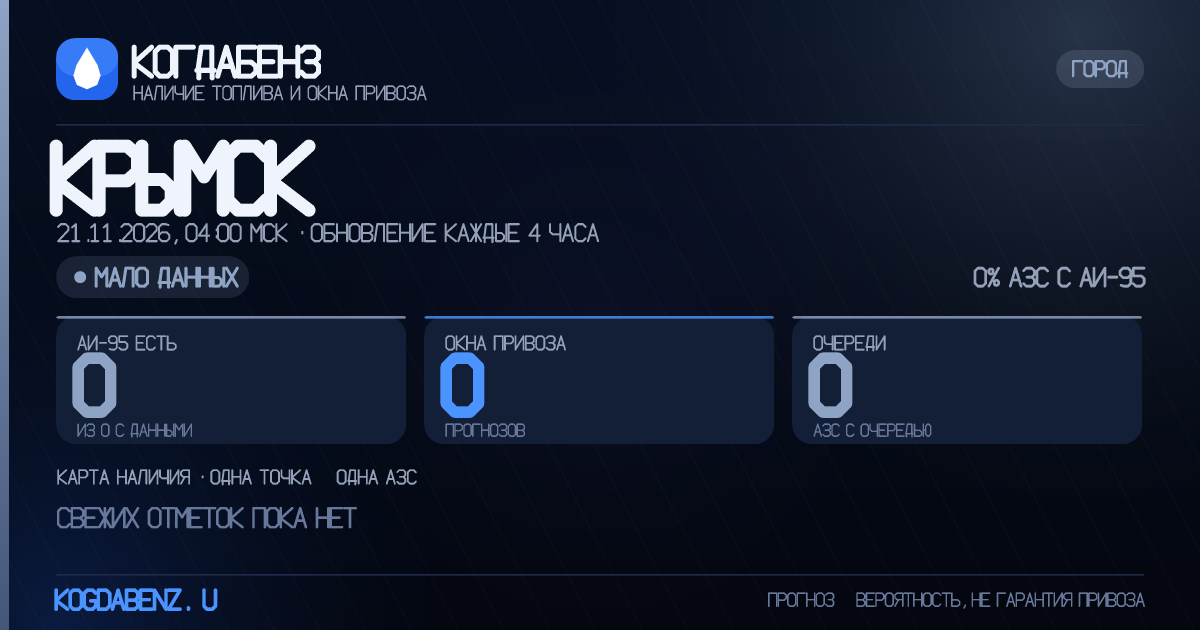 КОГДАБЕНЗ
НАЛИЧИЕ ТОПЛИВА И ОКНА ПРИВОЗА
ГОРОД
КРЫМСК
21.11.2026, 04:00 МСК · ОБНОВЛЕНИЕ КАЖДЫЕ 4 ЧАСА
МАЛО ДАННЫХ
0% АЗС С АИ-95
АИ-95 ЕСТЬ
0
ИЗ 0 С ДАННЫМИ
ОКНА ПРИВОЗА
0
ПРОГНОЗОВ
ОЧЕРЕДИ
0
АЗС С ОЧЕРЕДЬЮ
КАРТА НАЛИЧИЯ · ОДНА ТОЧКА ОДНА АЗС
СВЕЖИХ ОТМЕТОК ПОКА НЕТ
KOGDABENZ. U
ПРОГНОЗ ВЕРОЯТНОСТЬ, НЕ ГАРАНТИЯ ПРИВОЗА